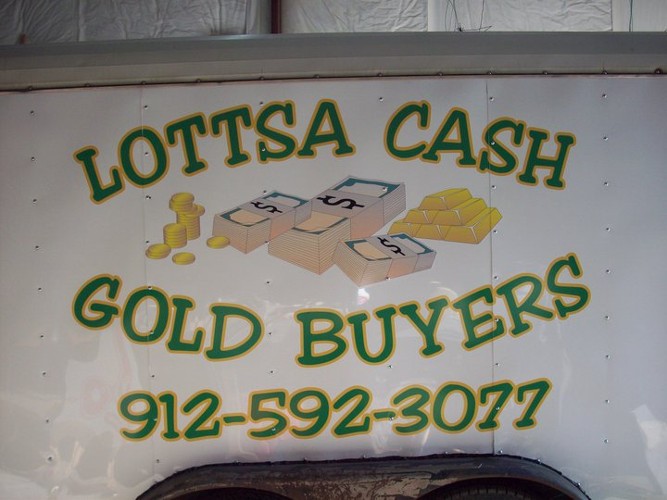 LOTTSA CASH
$ $ $
GOLD BUYERS
912-592-3077